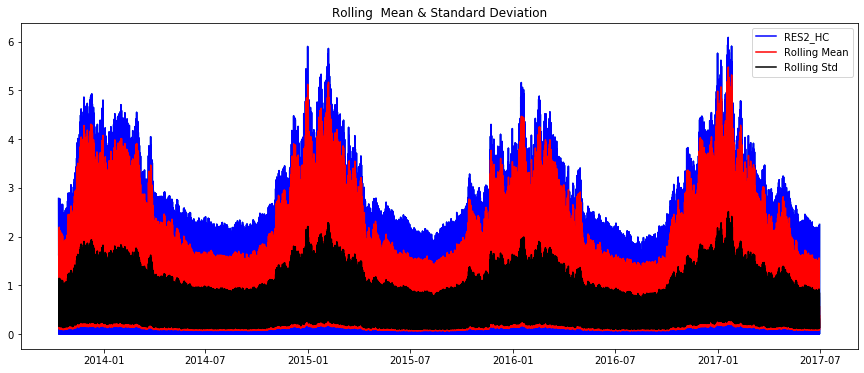 Rolling  Mean & Standard Deviation
RES2_HC
Rolling Mean
Rolling Std
6
5
4
3
2
1
0
2014-01 2014-07 2015-01 2015-07 2016-01 2016-07 2017-01 2017-07